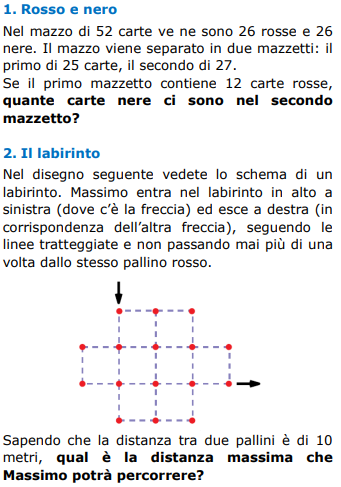 1. Rosso e nero
Nel mazzo di 52 carte ve ne sono 26 rosse e 26
nere. Il mazzo viene separato in due mazzetti: il
primo di 25 carte, il secondo di 27.
Se il primo mazzetto contiene 12 carte rosse,
quante carte nere ci sono nel secondo
mazzetto?
2. Il labirinto
Nel disegno seguente vedete lo schema di un
labirinto. Massimo entra nel labirinto in alto a
sinistra (dove c'è la freccia) ed esce a destra (in
corrispondenza dell'altra freccia), seguendo le
linee tratteggiate e non passando mai più di una
volta dallo stesso pallino rosso.
Sapendo che la distanza tra due pallini è di 10
metri, qual è la distanza massima che
Massimo potrà percorrere?